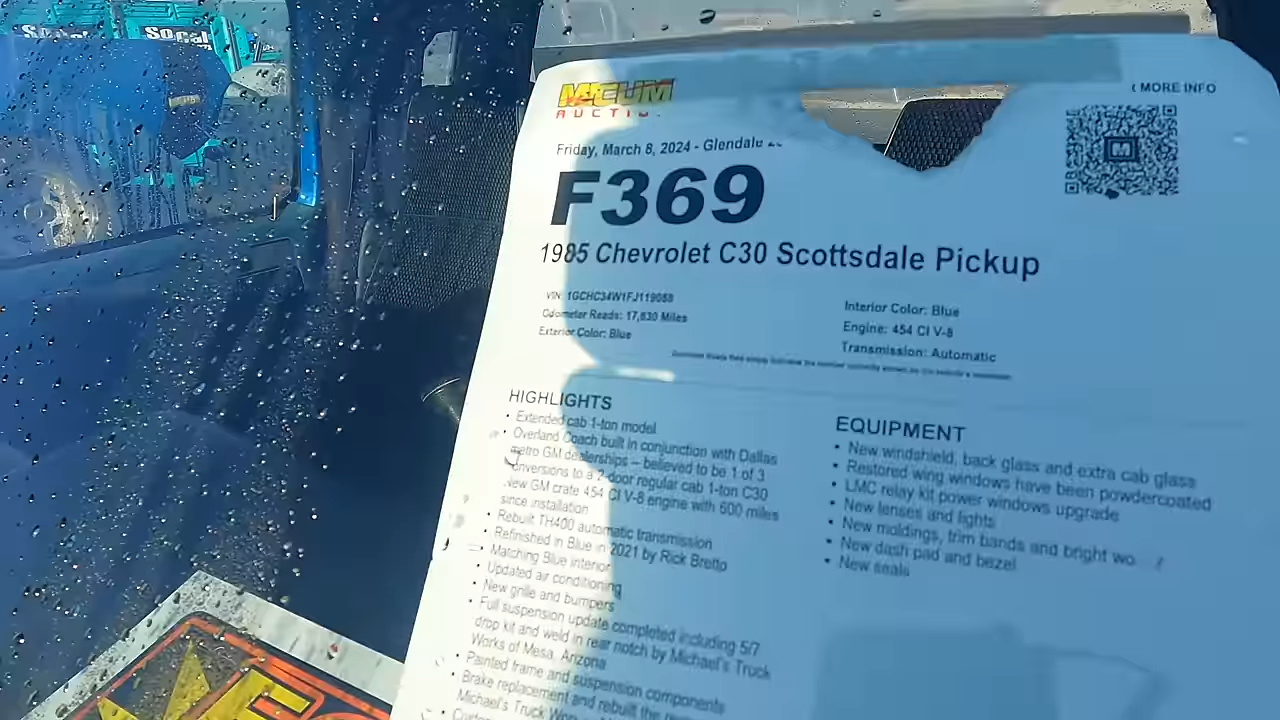 So Cal
MECUM
AUCTI
MORE INFO
Friday, March 8, 2024 - Glendale
F369
1985 Chevrolet C30 Scottsdale Pickup
VIN: 1GCHC34W1FJ119088
Odometer Reads: 17,630 Miles
Exterior Color: Blue
Interior Color: Blue
Engine: 454 CI V-8
Transmission: Automatic
HIGHLIGHTS
• Extended cab 1-ton model
• Overland Coach built in conjunction with Dallas
metro GM dealerships – believed to be 1 of 3
conversions to a 2-door regular cab 1-ton C30
New GM crate 454 CI V-8 engine with 600 miles
since installation
• Rebuilt TH400 automatic transmission
• Refinished in Blue in 2021 by Rick Bretto
• Matching Blue interior
• Updated air conditioning
• New grille and bumpers
• Full suspension update completed including 5/7
drop kit and weld in rear notch by Michael's Truck
Works of Mesa, Arizona
• Painted frame and suspension components
• Brake replacement and rebuilt the
Michael's Truck
EQUIPMENT
• New windshield, back glass and extra cab glass
• Restored wing windows have been powdercoated
• LMC relay kit power windows upgrade
• New lenses and lights
• New moldings, trim bands and bright
• New dash pad and bezel
• New seals